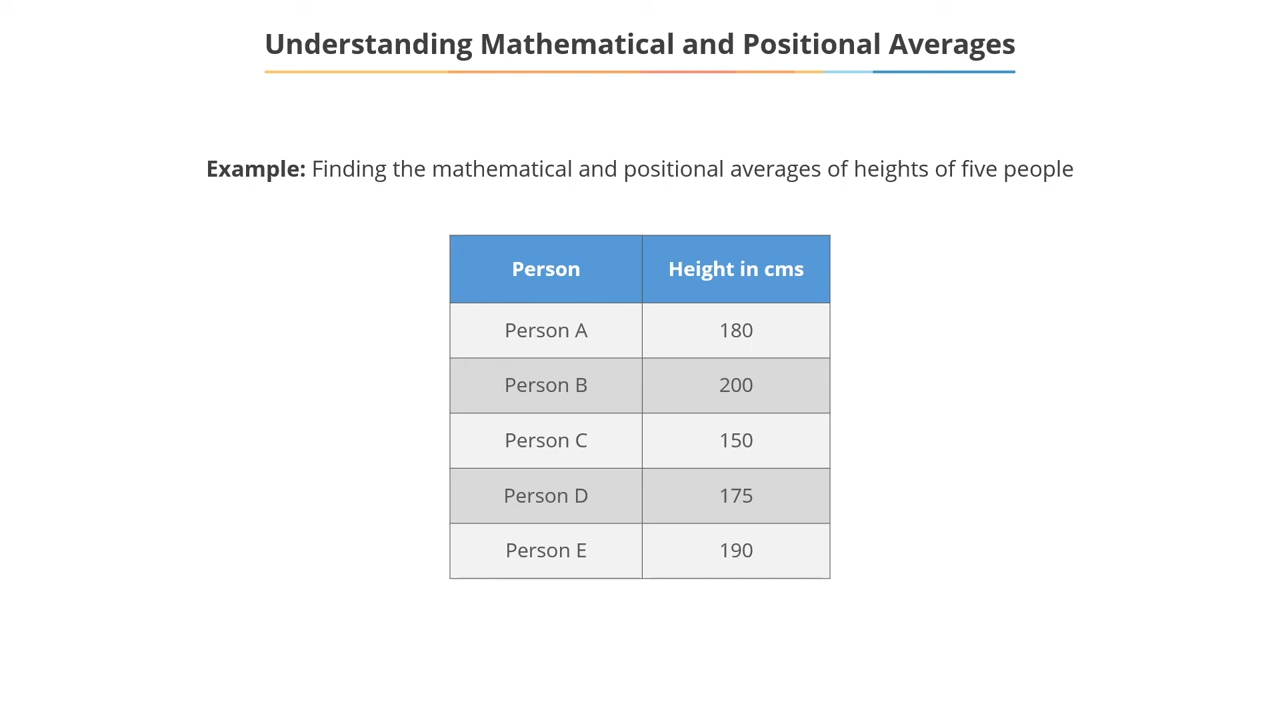 Understanding Mathematical and Positional Averages
Example: Finding the mathematical and positional averages of heights of five people
Person Height in cms
Person A 180
Person B 200
Person C 150
Person D 175
Person E 190